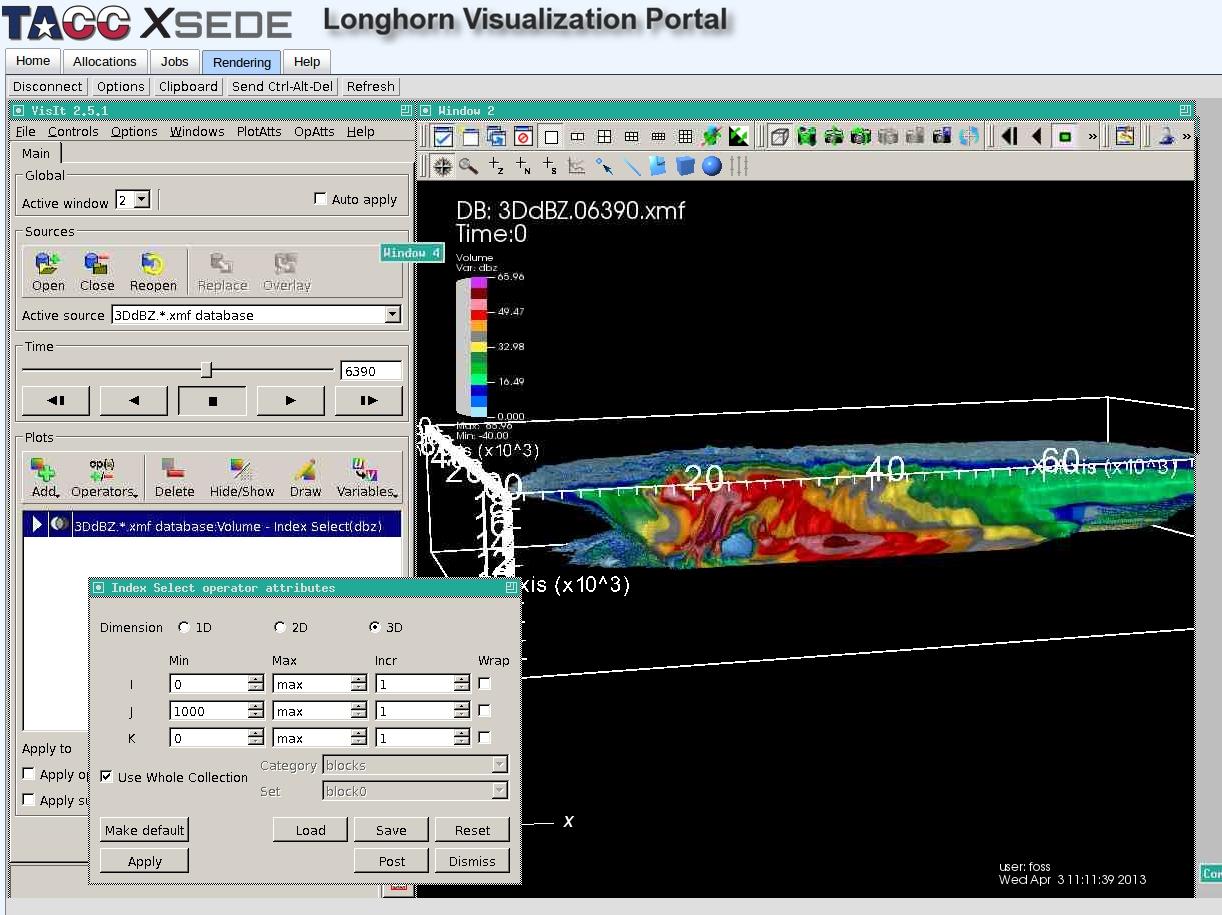 TACC XSEDE Longhorn Visualization Portal
Home Allocations Jobs Rendering Help
Disconnect Options Clipboard Send Ctrl-Alt-Del Refresh
VisIt 2.5.1
File Controls Options Windows PlotAtts OpAtts Help
Main
Global
Active window 2 Auto apply
Sources
Open Close Reopen Replace Overlay
Active source 3DdBZ.*.xmf database
Time
6390
Plots
Add Operators Delete Hide/Show Draw Variables
op(s)
3DdBZ.*.xmf database:Volume - Index Select(dbz)
Apply to
Apply op
Apply su
Index Select operator attributes
Dimension 1D 2D 3D
Min Max Incr Wrap
I 0 max 1
J 1000 max 1
K 0 max 1
Use Whole Collection
Category blocks
Set block0
Make default Load Save Reset
Apply Post Dismiss
Window 2
Z N S
Window 4
DB: 3DdBZ.06390.xmf
Time:0
Volume
Var: dbz
65.96
49.47
32.98
16.49
0.000
Max: 65.96
Min: -40.00
is (x10^3)
20 40 60
X-Axis (x10^3)
xis (x10^3)
X
user: foss
Wed Apr 3 11:11:39 2013
Cor